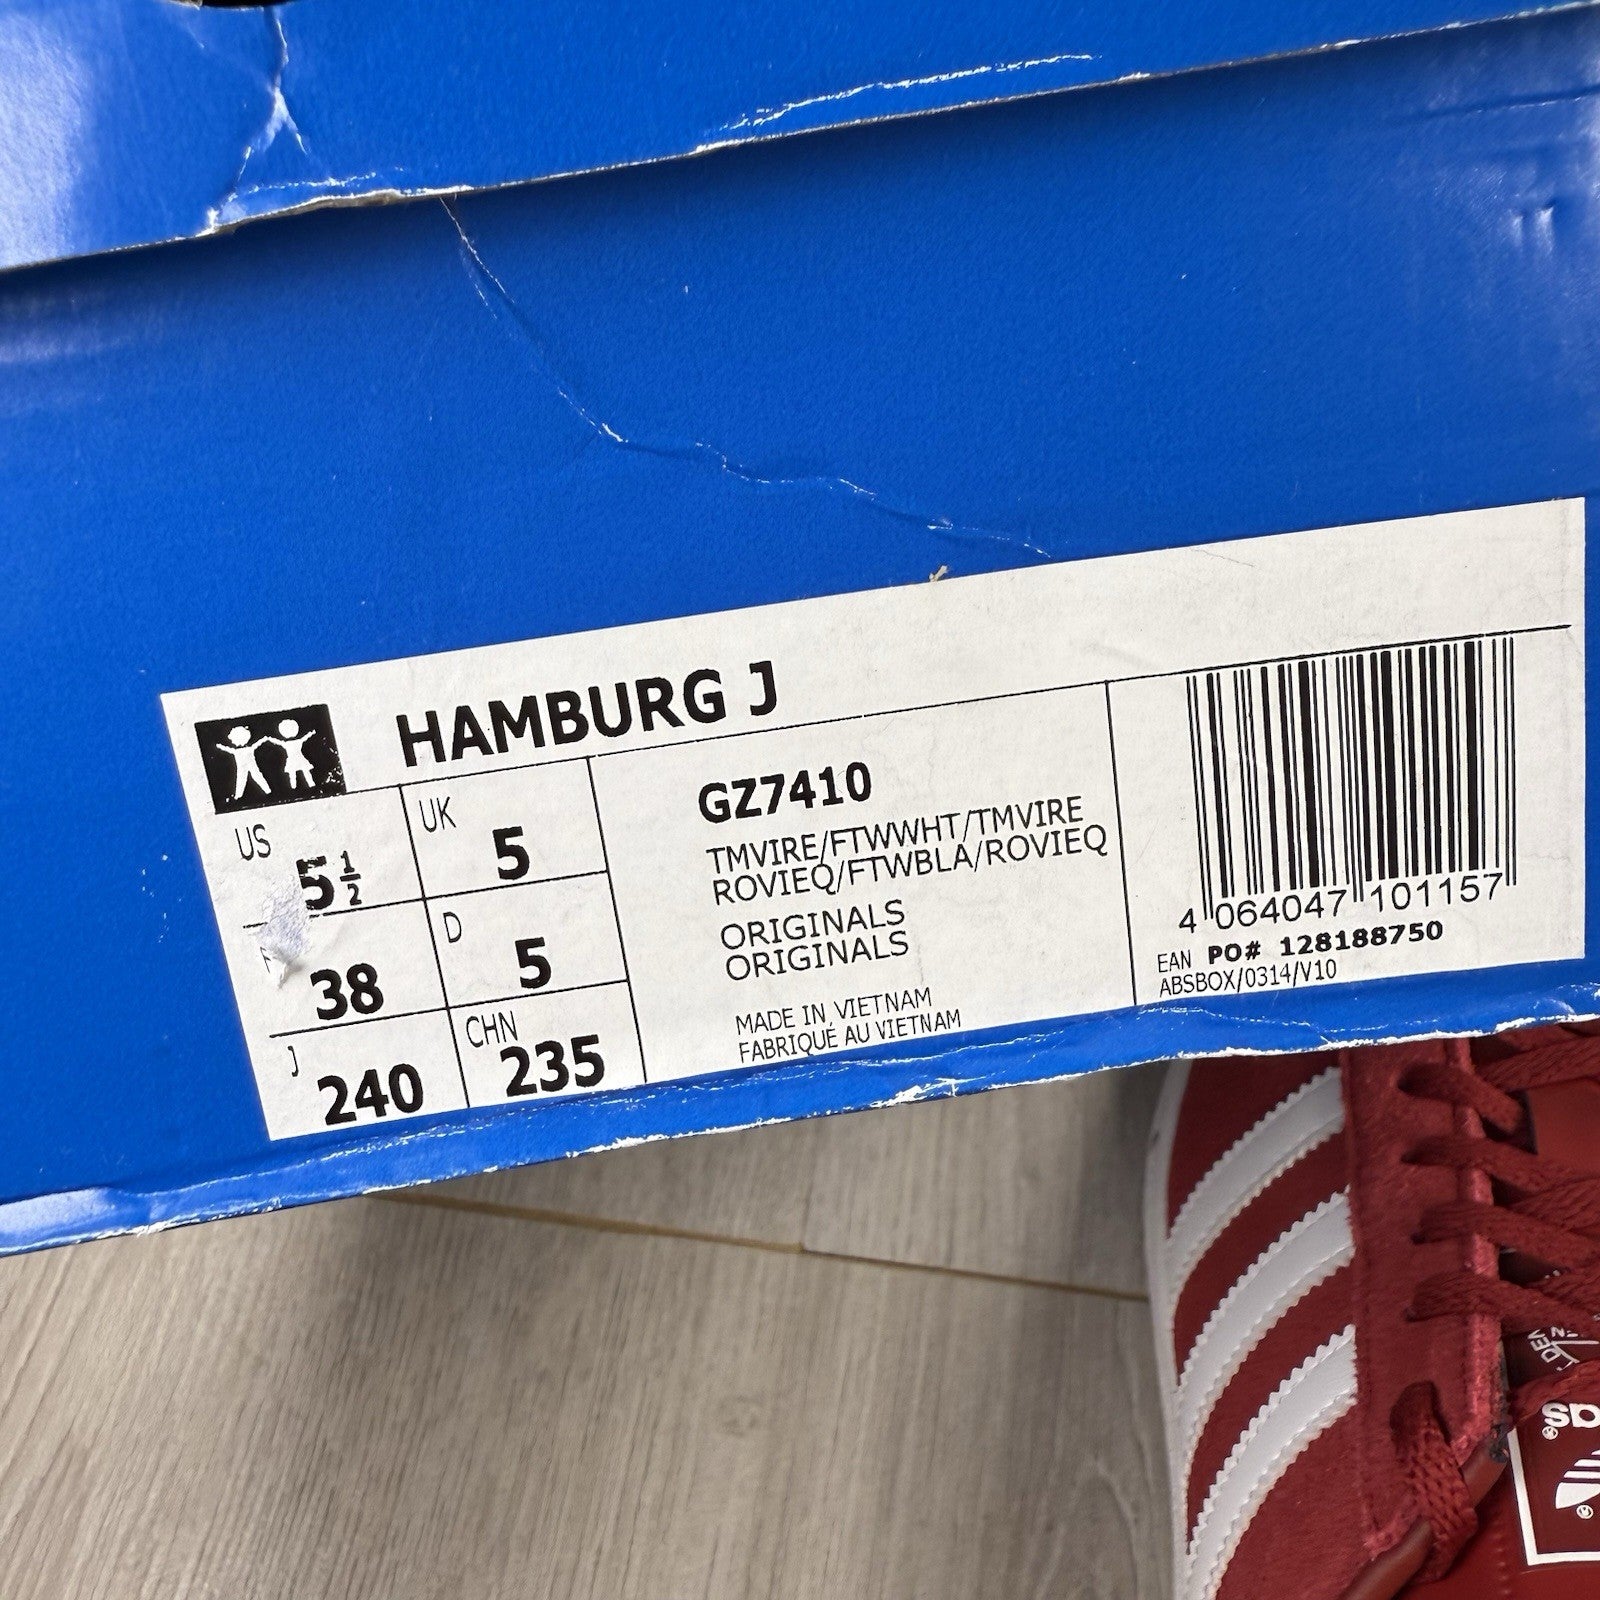 HAMBURG J
US
5 1/2
UK
5
38
D
5
J
240
CHN
235
GZ7410
TMVIRE/FTWWHT/TMVIRE
ROVIEQ/FTWBLA/ROVIEQ
ORIGINALS
ORIGINALS
MADE IN VIETNAM
FABRIQUÉ AU VIETNAM
4 064047 101157
EAN PO# 128188750
ABSBOX/0314/V10